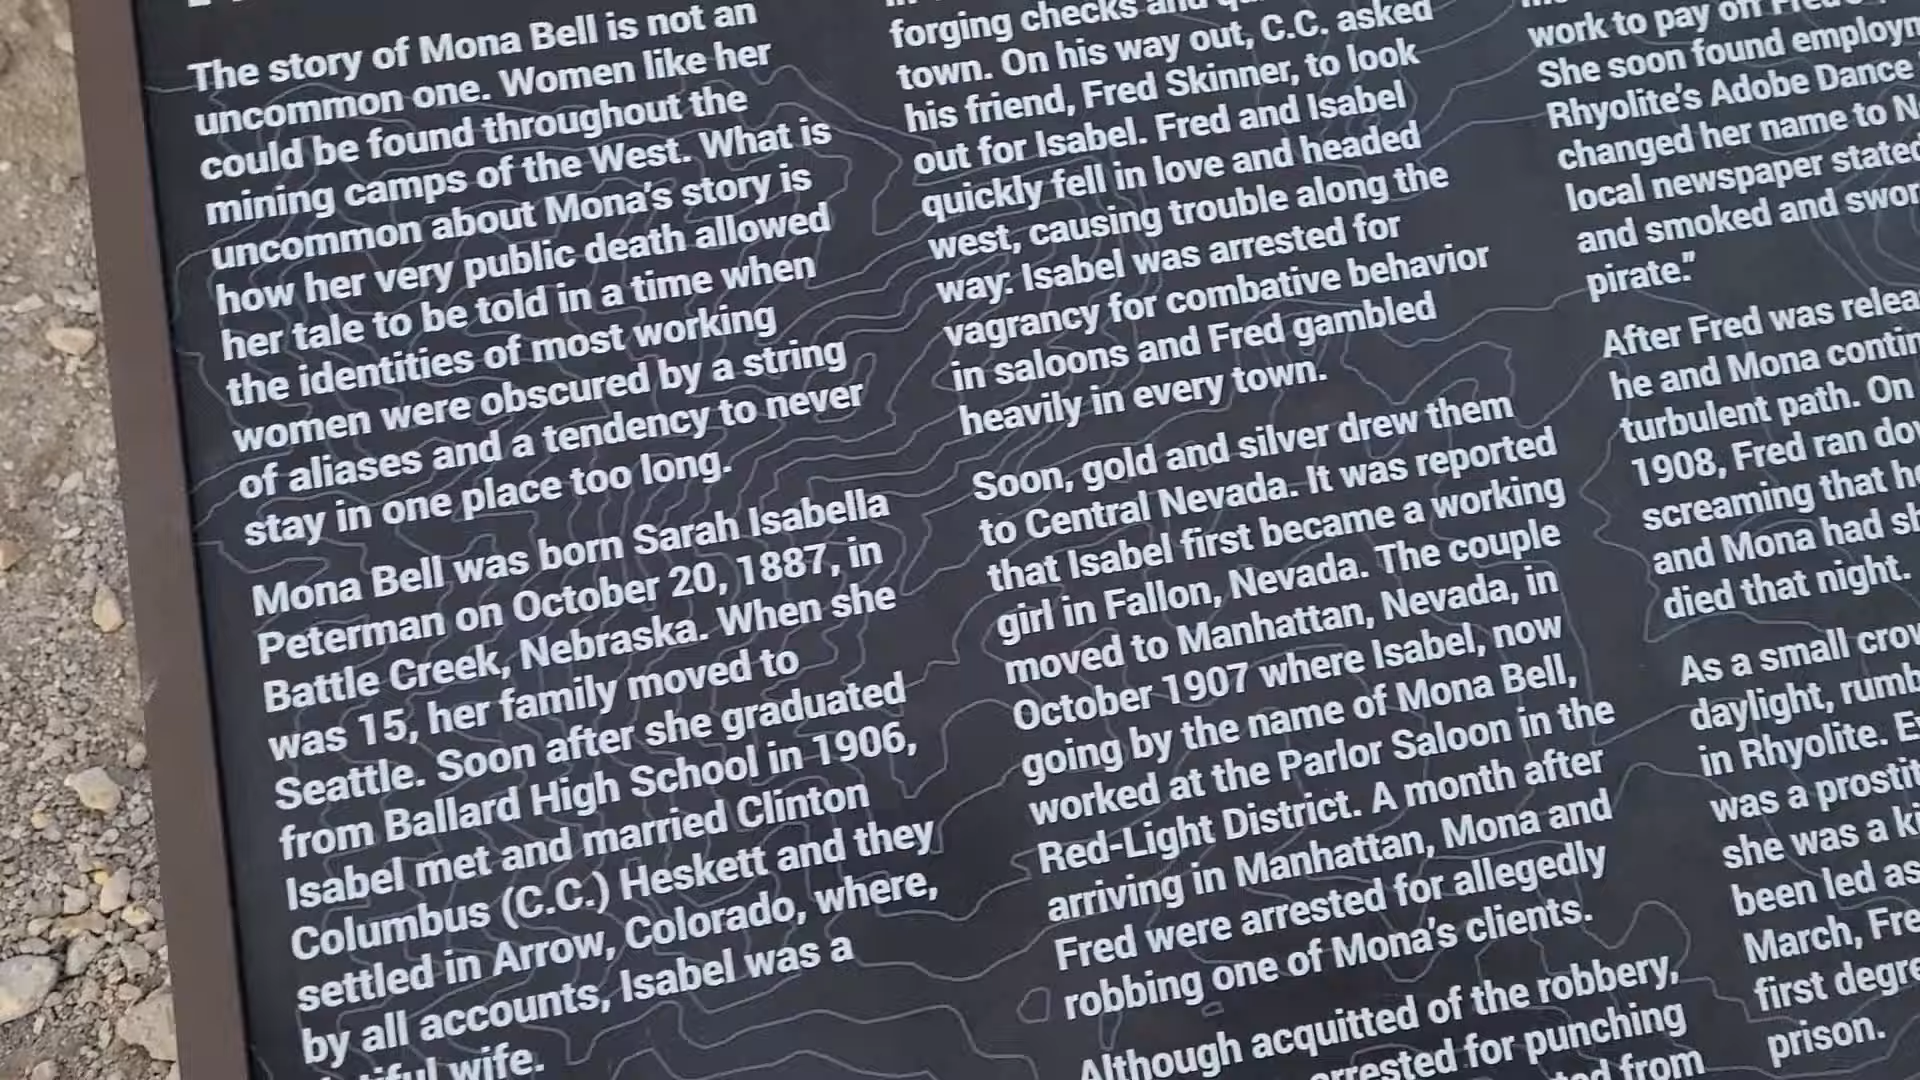 The story of Mona Bell is not an
uncommon one. Women like her
could be found throughout the
mining camps of the West. What is
uncommon about Mona's story is
how her very public death allowed
her tale to be told in a time when
the identities of most working
women were obscured by a string
of aliases and a tendency to never
stay in one place too long.
Mona Bell was born Sarah Isabella
Peterman on October 20, 1887, in
Battle Creek, Nebraska. When she
was 15, her family moved to
Seattle. Soon after she graduated
from Ballard High School in 1906,
Isabel met and married Clinton
Columbus (C.C.) Heskett and they
settled in Arrow, Colorado, where,
by all accounts, Isabel was a
wife.
forging checks and
town. On his way out, C.C. asked
his friend, Fred Skinner, to look
out for Isabel. Fred and Isabel
quickly fell in love and headed
west, causing trouble along the
way. Isabel was arrested for
vagrancy for combative behavior
in saloons and Fred gambled
heavily in every town.
Soon, gold and silver drew them
to Central Nevada. It was reported
that Isabel first became a working
girl in Fallon, Nevada. The couple
moved to Manhattan, Nevada, in
October 1907 where Isabel, now
going by the name of Mona Bell,
worked at the Parlor Saloon in the
Red-Light District. A month after
arriving in Manhattan, Mona and
Fred were arrested for allegedly
robbing one of Mona's clients.
Although acquitted of the robbery,
arrested for punching
from
work to pay off Fred's
She soon found employm
Rhyolite's Adobe Dance
changed her name to N
local newspaper stated
and smoked and swor
pirate."
After Fred was relea
he and Mona contin
turbulent path. On
1908, Fred ran do
screaming that he
and Mona had sh
died that night.
As a small crow
daylight, rumb
in Rhyolite. E
was a prostit
she was a ki
been led as
March, Fre
first degre
prison.